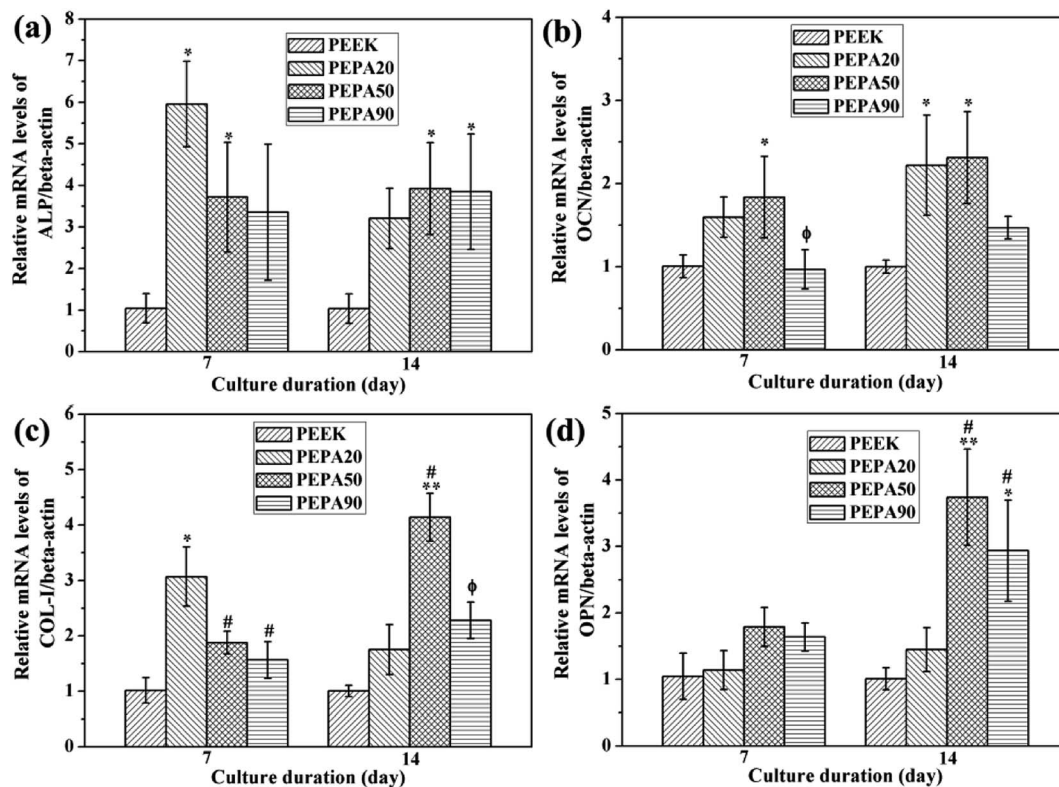 (a)
Relative mRNA levels of
ALP/beta-actin
8
7
6
5
4
3
2
1
0
PEEK
PEPA20
PEPA50
PEPA90
*
*
*
*
7
14
Culture duration (day)
(b)
Relative mRNA levels of
OCN/beta-actin
4
3
2
1
0
PEEK
PEPA20
PEPA50
PEPA90
*
ϕ
*
*
7
14
Culture duration (day)
(c)
Relative mRNA levels of
COL-I/beta-actin
6
5
4
3
2
1
0
PEEK
PEPA20
PEPA50
PEPA90
*
#
#
#
**
ϕ
7
14
Culture duration (day)
(d)
Relative mRNA levels of
OPN/beta-actin
5
4
3
2
1
0
PEEK
PEPA20
PEPA50
PEPA90
#
**
#
*
7
14
Culture duration (day)